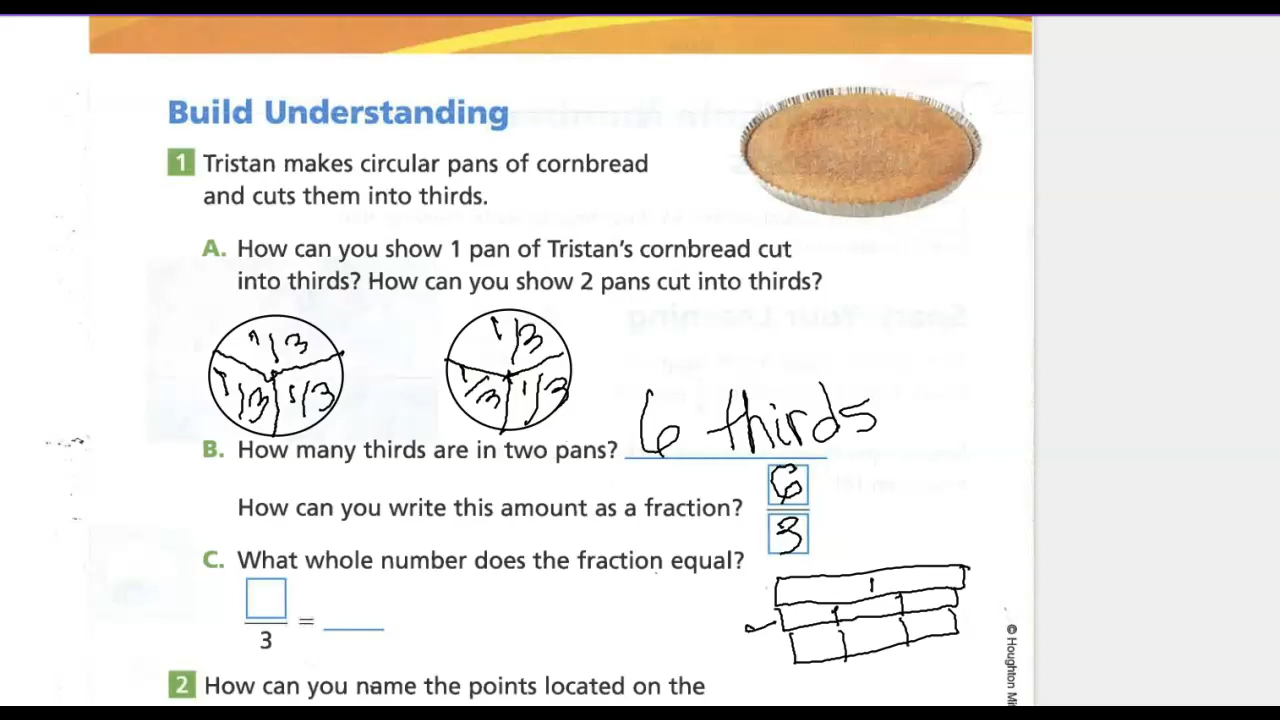 Build Understanding
1 Tristan makes circular pans of cornbread
and cuts them into thirds.
A. How can you show 1 pan of Tristan's cornbread cut
into thirds? How can you show 2 pans cut into thirds?
1/3 1/3
1/3 1/3 1/3 1/3
6 thirds
B. How many thirds are in two pans?
6
How can you write this amount as a fraction?
3
C. What whole number does the fraction equal?
1
=
3
2 How can you name the points located on the